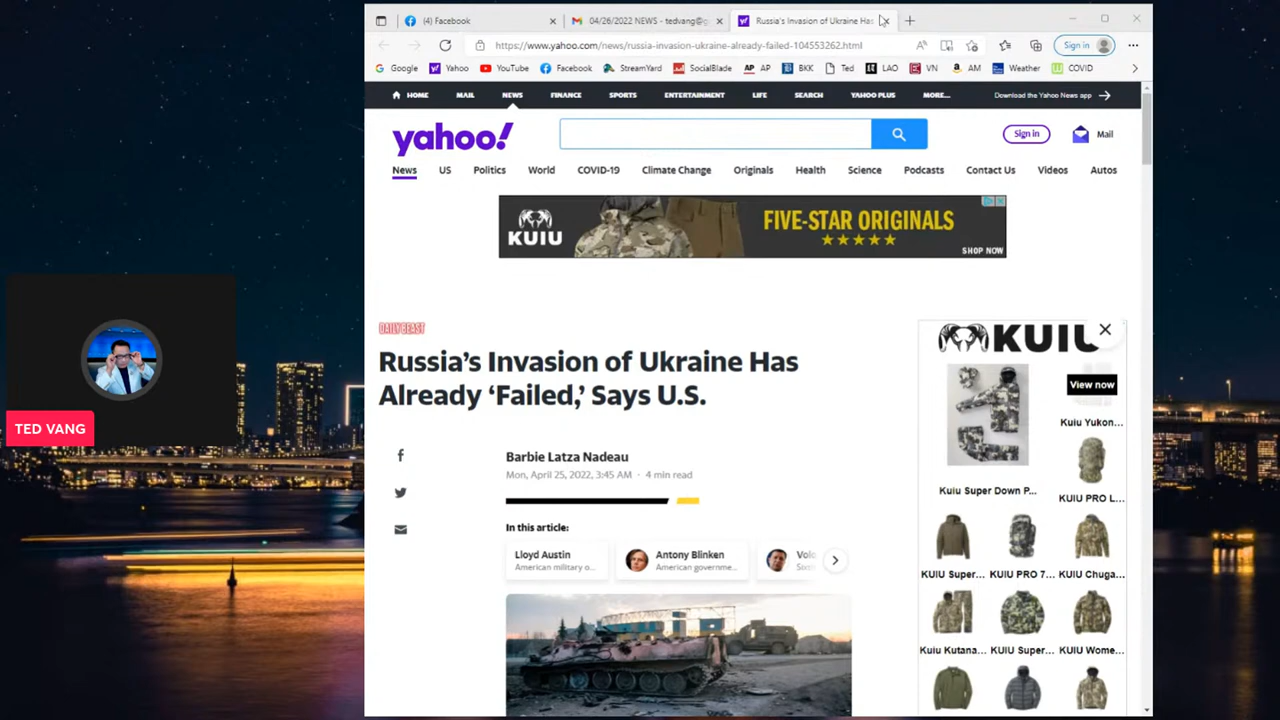 (4) Facebook
04/26/2022 NEWS - tedvang@g
Russia's Invasion of Ukraine Has
https://www.yahoo.com/news/russia-invasion-ukraine-already-failed-104553262.html
Sign in
Google
Yahoo
YouTube
Facebook
StreamYard
SocialBlade
AP AP
BKK
Ted
LAO
VN
AM
Weather
COVID
HOME
MAIL
NEWS
FINANCE
SPORTS
ENTERTAINMENT
LIFE
SEARCH
YAHOO PLUS
MORE...
Download the Yahoo News app
yahoo!
Sign in
Mail
News
US
Politics
World
COVID-19
Climate Change
Originals
Health
Science
Podcasts
Contact Us
Videos
Autos
KUIU
FIVE-STAR ORIGINALS
SHOP NOW
DAILY BEAST
Russia's Invasion of Ukraine Has
Already 'Failed,' Says U.S.
Barbie Latza Nadeau
Mon, April 25, 2022, 3:45 AM · 4 min read
In this article:
Lloyd Austin
American military o...
Antony Blinken
American governme...
Volo
KUIU
View now
Kuiu Yukon...
Kuiu Super Down P...
KUIU PRO L...
KUIU Super...
KUIU PRO 7...
KUIU Chuga...
Kuiu Kutana...
KUIU Super...
KUIU Wome...
TED VANG